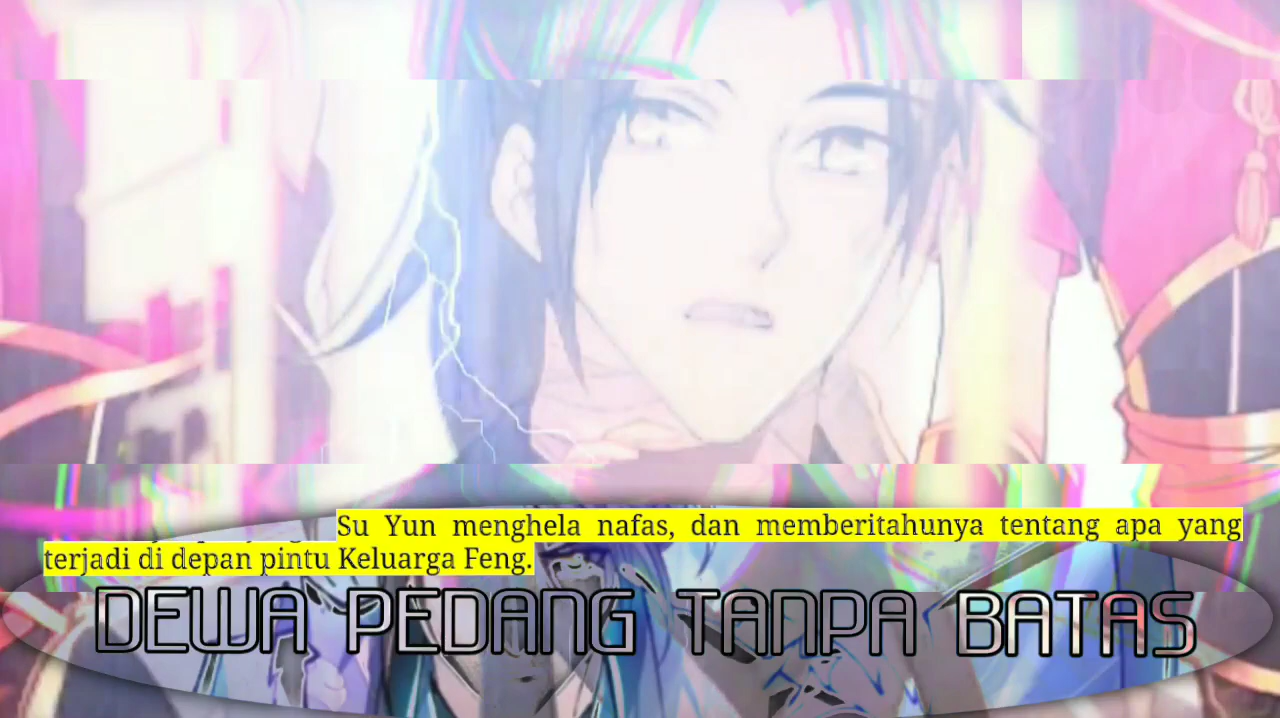 Su Yun menghela nafas, dan memberitahunya tentang apa yang
terjadi di depan pintu Keluarga Feng.
DEWA PEDANG TANPA BATAS